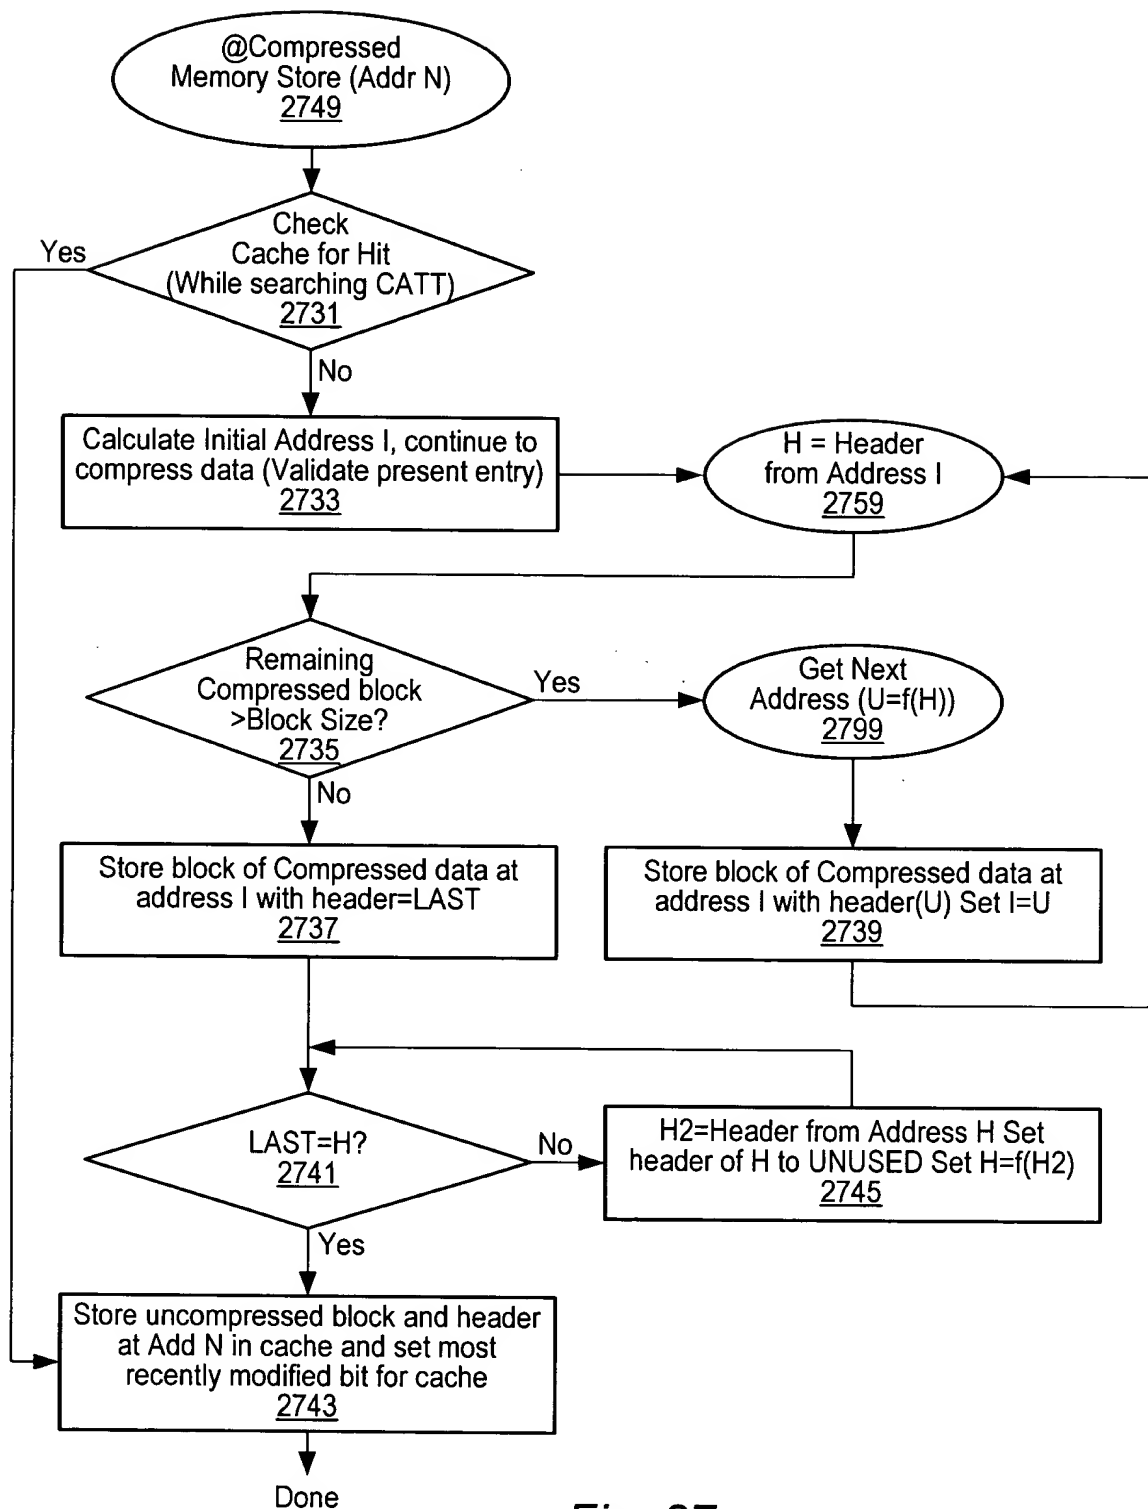 @Compressed
Memory Store (Addr N)
2749
Check
Cache for Hit
(While searching CATT)
2731
Yes
No
Calculate Initial Address I, continue to
compress data (Validate present entry)
2733
H = Header
from Address I
2759
Remaining
Compressed block
>Block Size?
2735
Yes
No
Get Next
Address (U=f(H))
2799
Store block of Compressed data at
address I with header=LAST
2737
Store block of Compressed data at
address I with header(U) Set I=U
2739
LAST=H?
2741
No
Yes
H2=Header from Address H Set
header of H to UNUSED Set H=f(H2)
2745
Store uncompressed block and header
at Add N in cache and set most
recently modified bit for cache
2743
Done